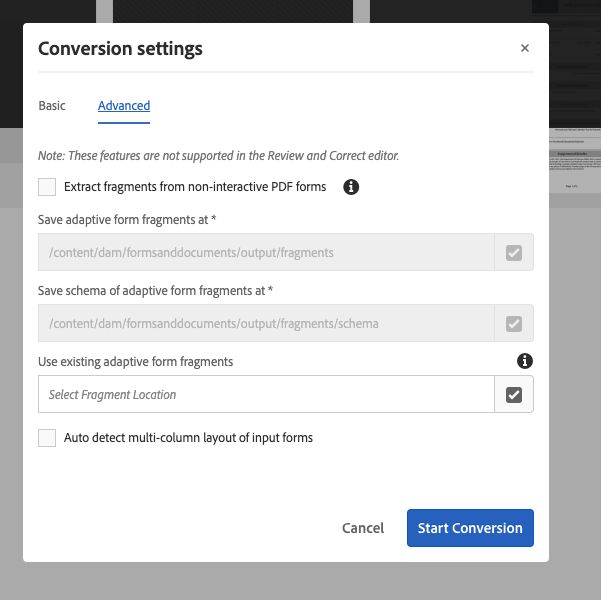 Conversion settings
Basic
Advanced
Note: These features are not supported in the Review and Correct editor.
Extract fragments from non-interactive PDF forms
Save adaptive form fragments at *
/content/dam/formsanddocuments/output/fragments
Save schema of adaptive form fragments at *
/content/dam/formsanddocuments/output/fragments/schema
Use existing adaptive form fragments
Select Fragment Location
Auto detect multi-column layout of input forms
Cancel
Start Conversion